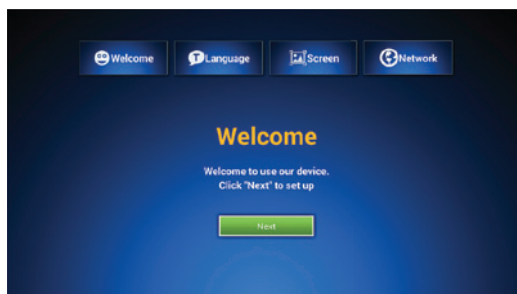 Welcome
Language
Screen
Network
Welcome
Welcome to use our device.
Click "Next" to set up
Next